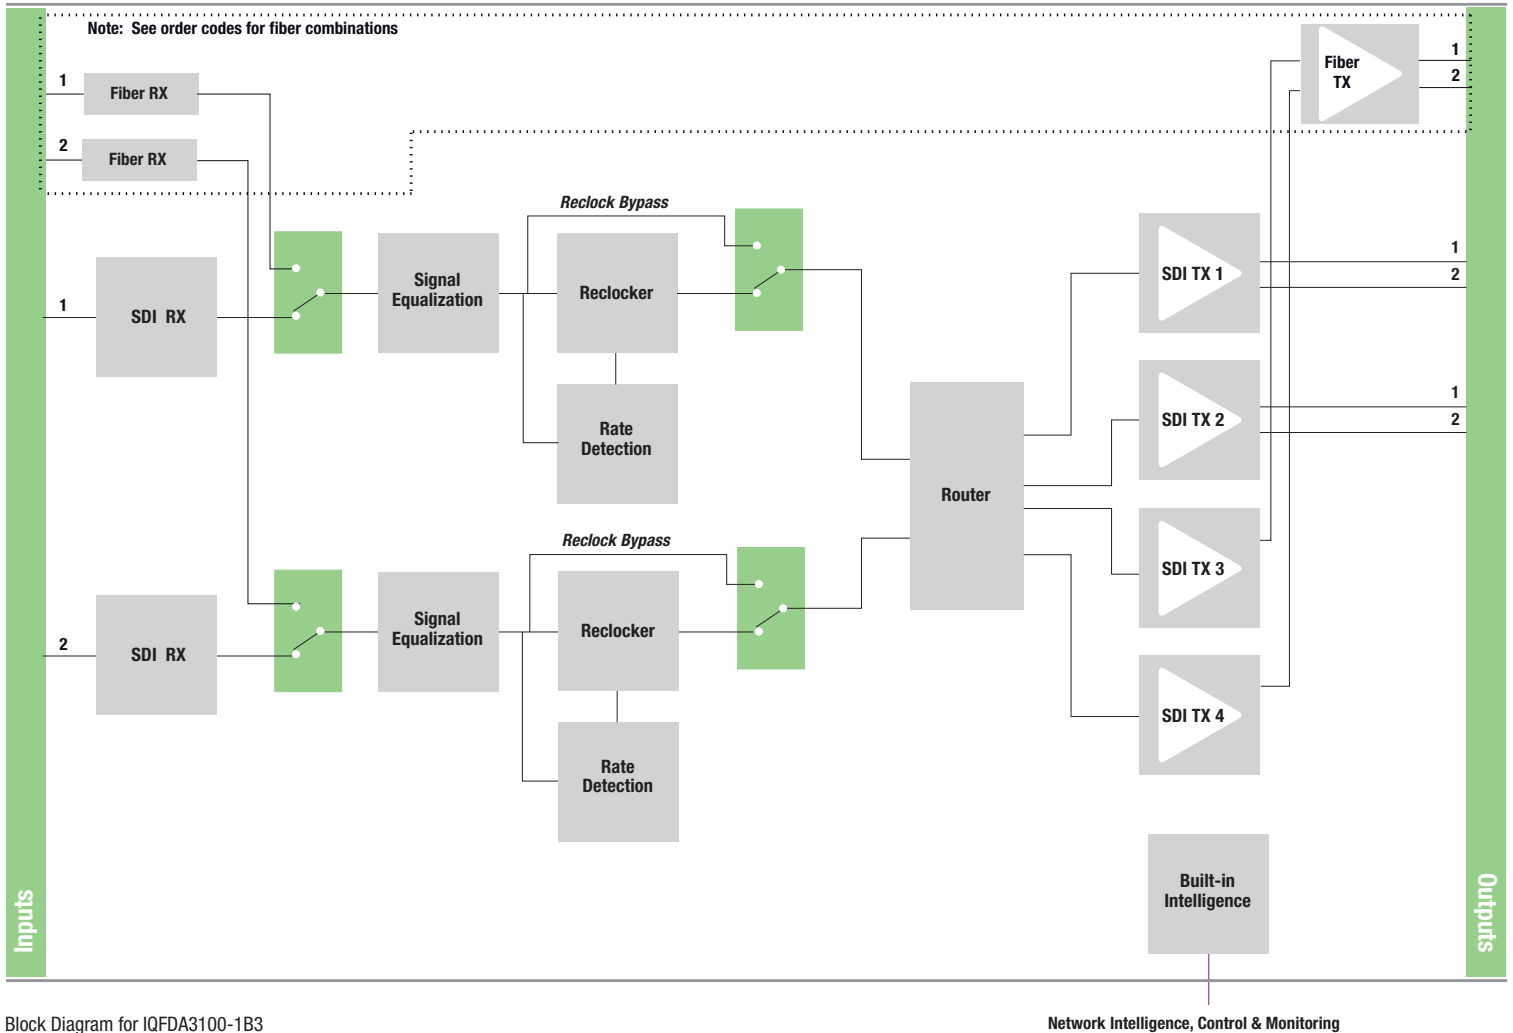 Note:  See order codes for fiber combinations
1
Fiber RX
2
Fiber RX
Fiber
TX
1
2
Reclock Bypass
1
SDI  RX
Signal
Equalization
Reclocker
Rate
Detection
SDI TX 1
1
2
SDI TX 2
1
2
Router
Reclock Bypass
2
SDI  RX
Signal
Equalization
Reclocker
Rate
Detection
SDI TX 3
SDI TX 4
Built-in
Intelligence
Inputs
Outputs
Block Diagram for IQFDA3100-1B3
Network Intelligence, Control & Monitoring